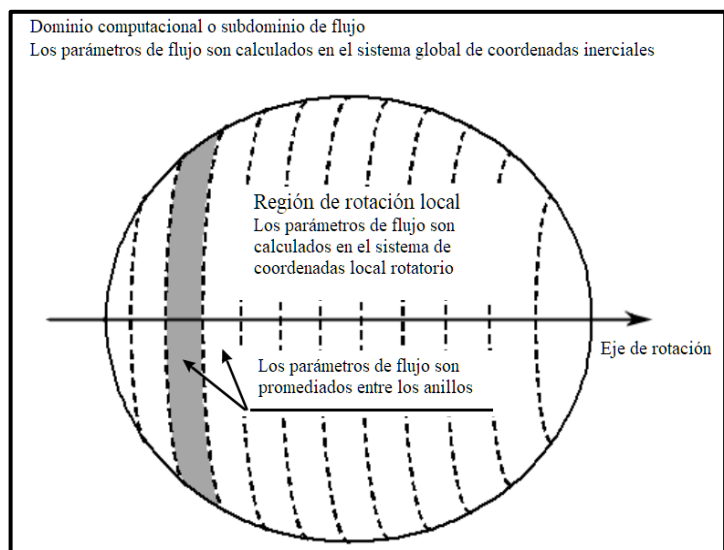 Dominio computacional o subdominio de flujo
Los parámetros de flujo son calculados en el sistema global de coordenadas inerciales
Región de rotación local
Los parámetros de flujo son
calculados en el sistema de
coordenadas local rotatorio
Eje de rotación
Los parámetros de flujo son
promediados entre los anillos